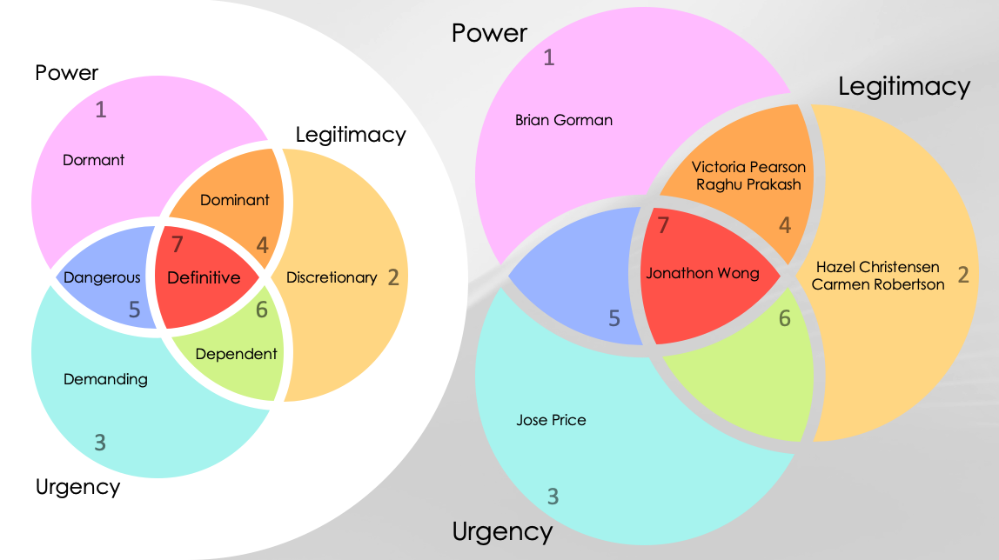 Power
1
Dormant
Legitimacy
Dominant
7
4
Dangerous
Definitive
Discretionary
2
5
6
Dependent
Demanding
3
Urgency
Power
1
Brian Gorman
Legitimacy
Victoria Pearson
Raghu Prakash
7
4
Jonathon Wong
Hazel Christensen
Carmen Robertson
2
5
6
Jose Price
3
Urgency